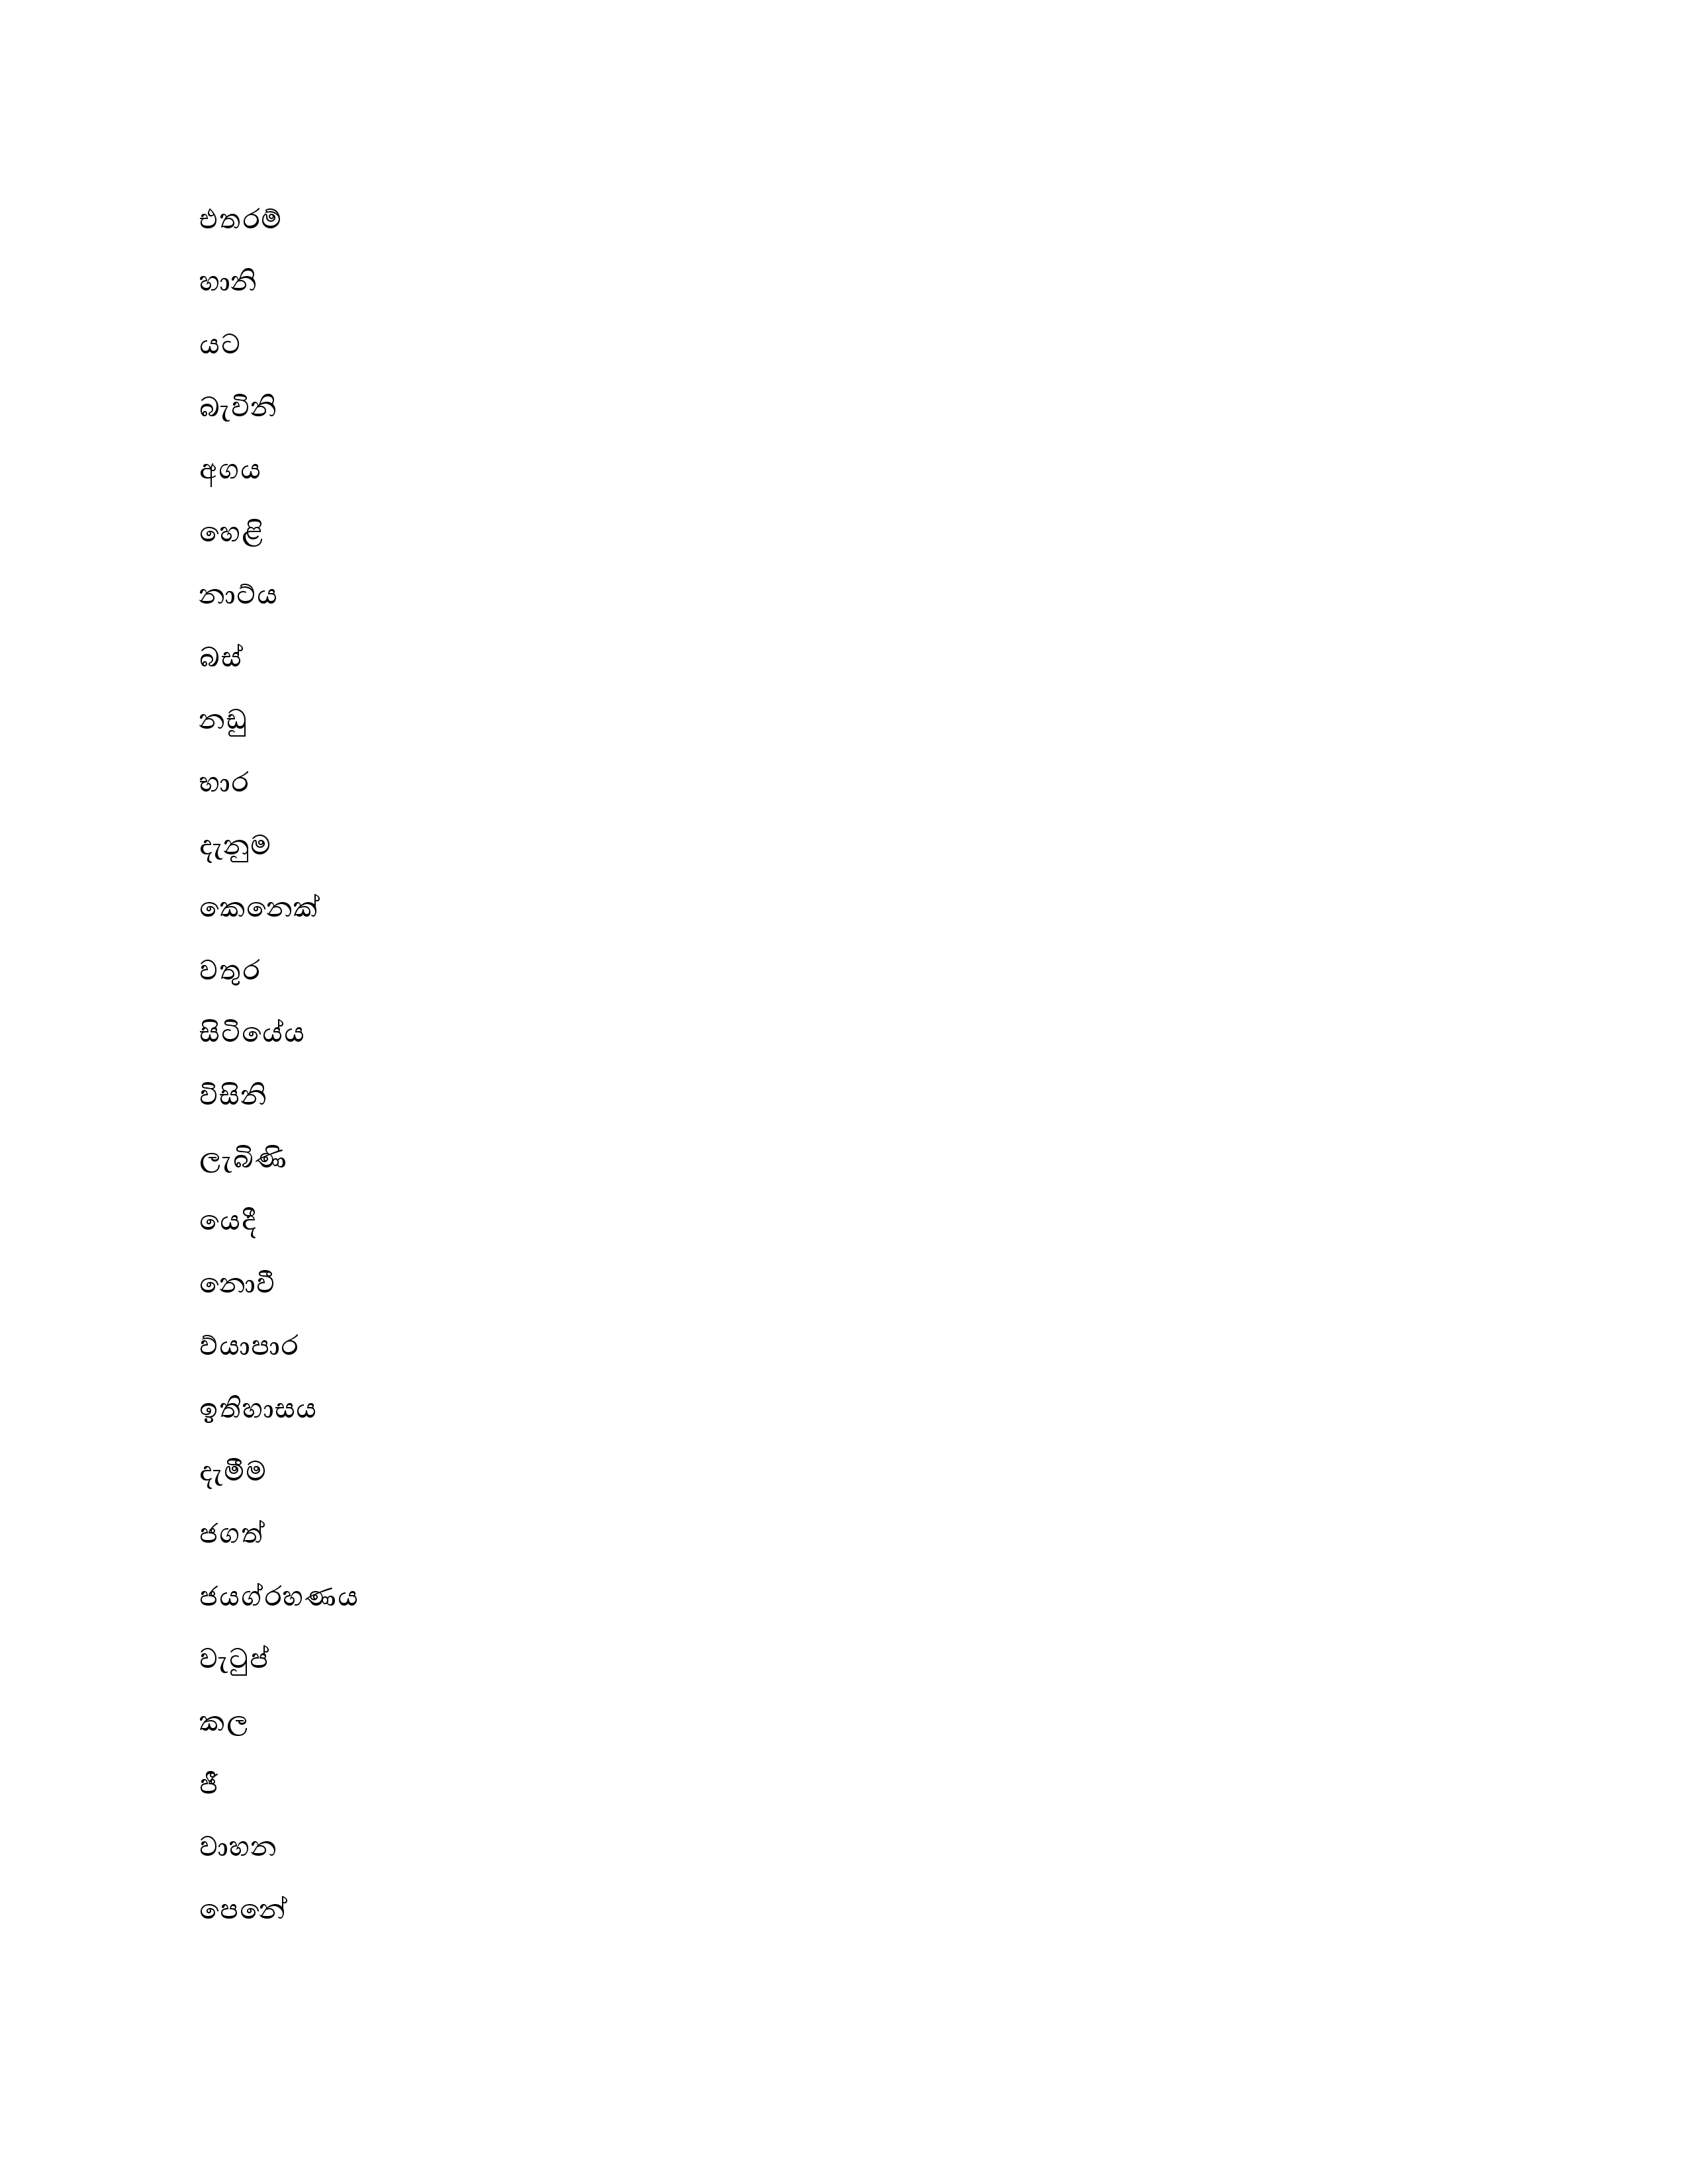 එතරම්
හානි
යට
බැවිනි
අගය
හෙළි
නාට්ය
බස්
නඩු
භාර
දැනුම
කෙනෙක්
වතුර
සිටියේය
විසිනි
ලැබිණි
යෙදී
නොවී
ව්යාපාර
ඉතිහාසය
දැමීම
ජගත්
ජයග්රහණය
වැටුප්
කල
ජී
වාහන
පෙනේ